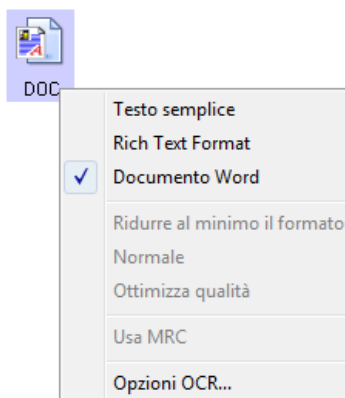 DOC
Testo semplice
Rich Text Format
Documento Word
Ridurre al minimo il formato
Normale
Ottimizza qualità
Usa MRC
Opzioni OCR...